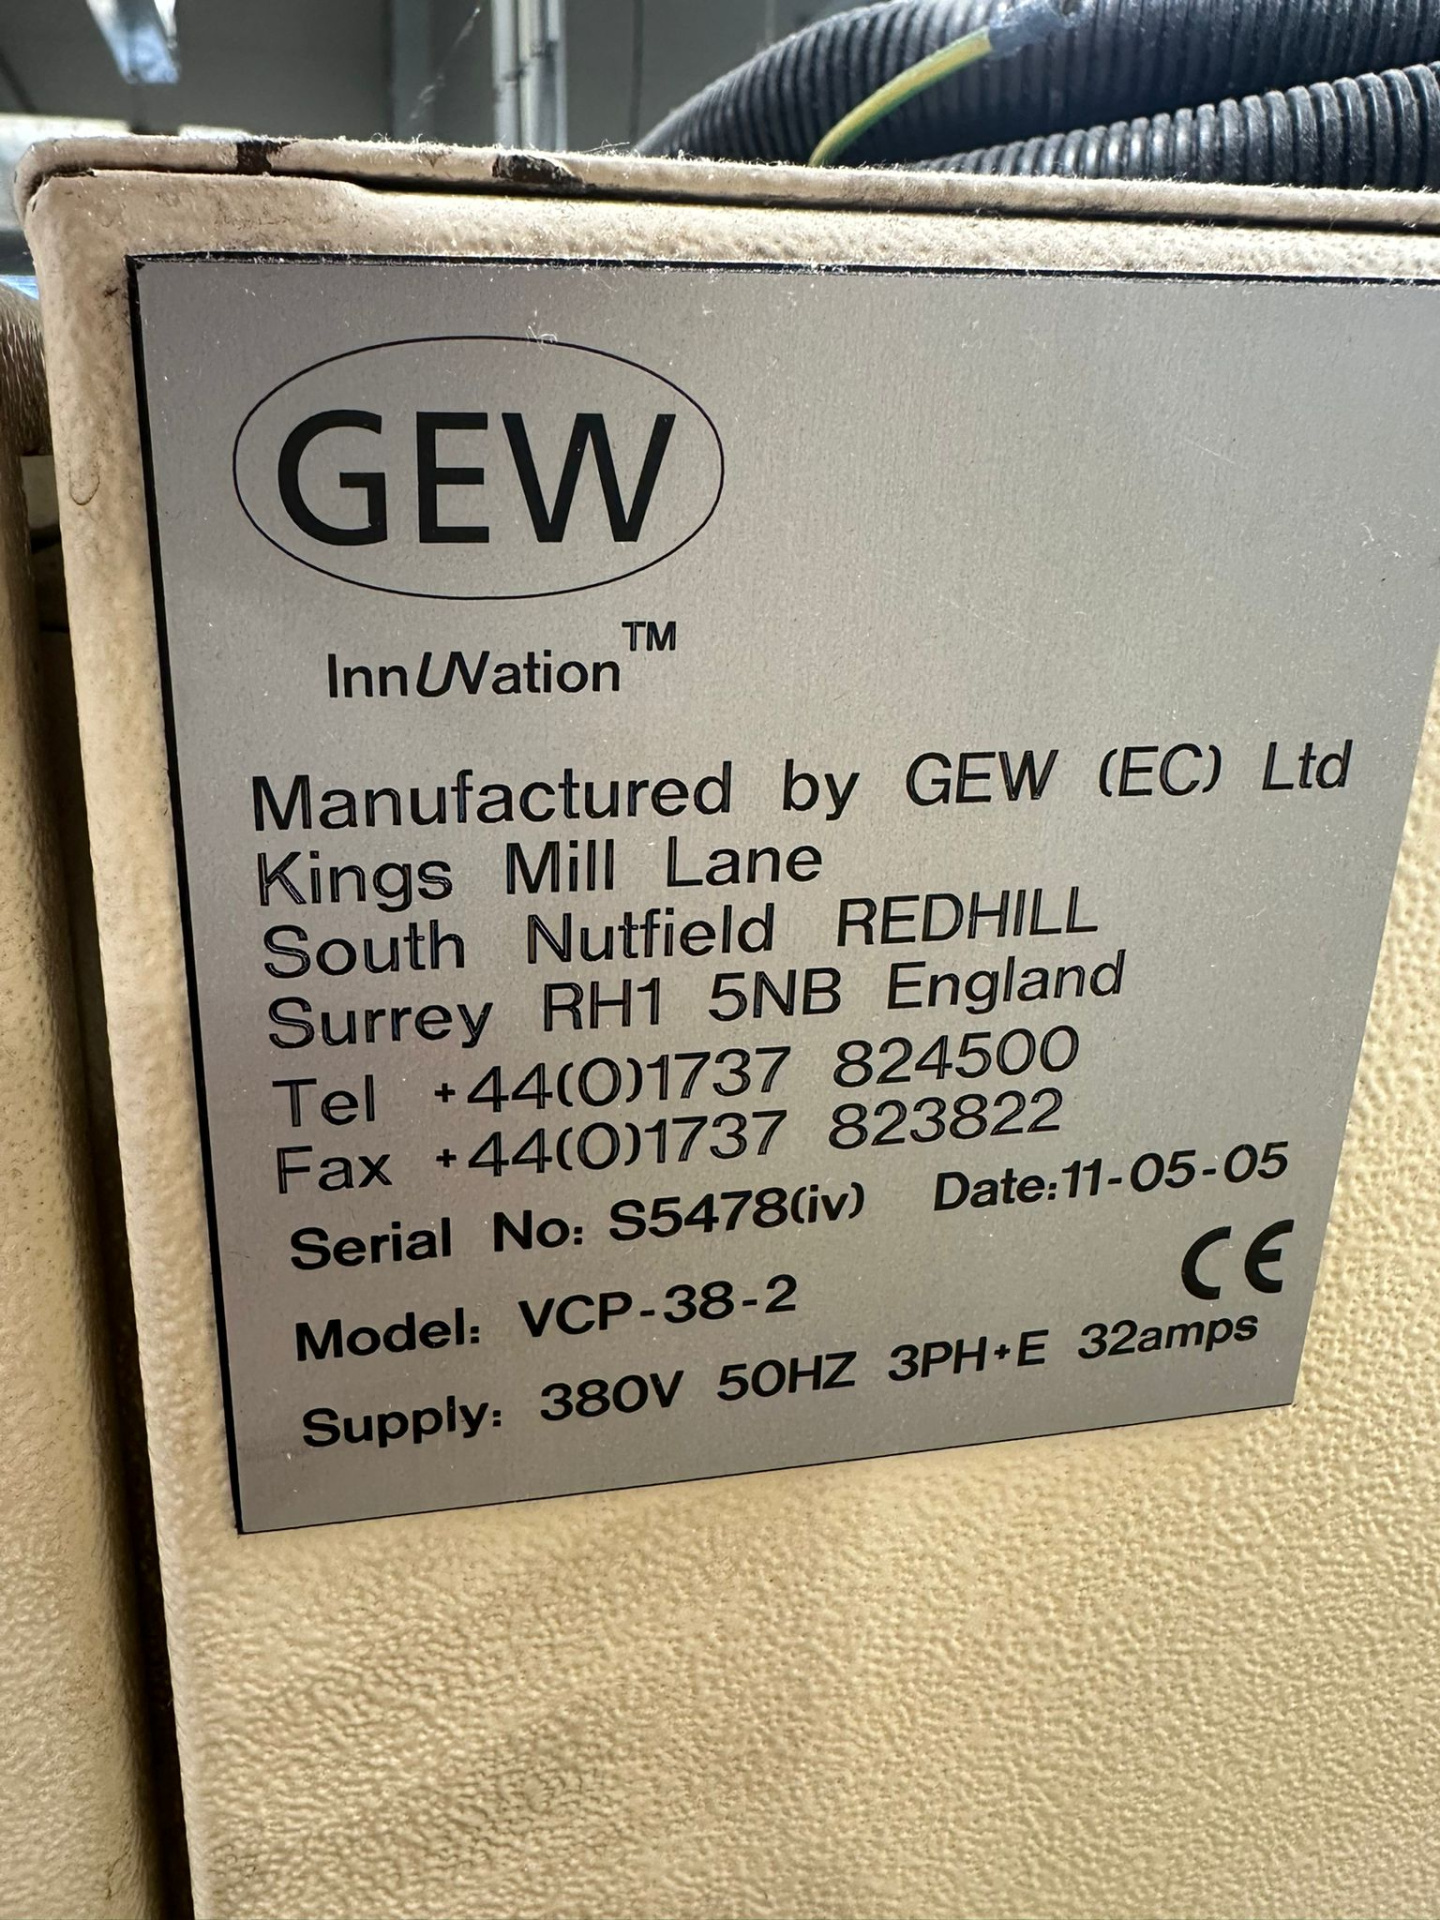 GEW
InnUVation™
Manufactured by GEW (EC) Ltd
Kings Mill Lane
South Nutfield REDHILL
Surrey RH1 5NB England
Tel +44(0)1737 824500
Fax +44(0)1737 823822
Serial No: S5478(iv) Date:11-05-05
CE
Model: VCP-38-2
Supply: 380V 50HZ 3PH+E 32amps